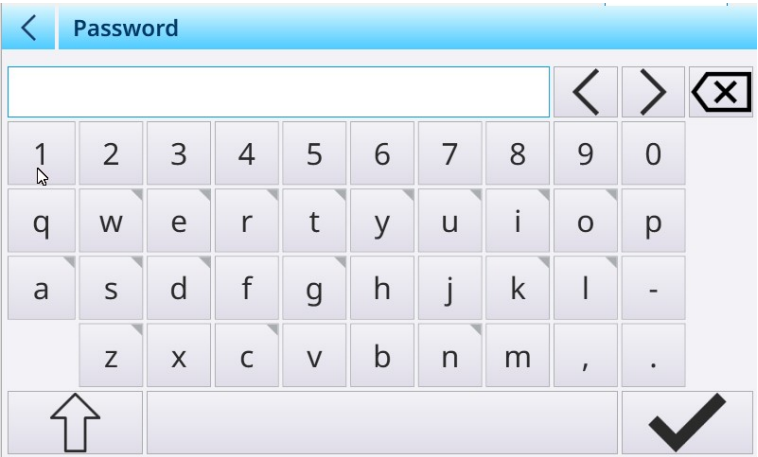 Password
1 2 3 4 5 6 7 8 9 0
q w e r t y u i o p
a s d f g h j k l -
z x c v b n m , .